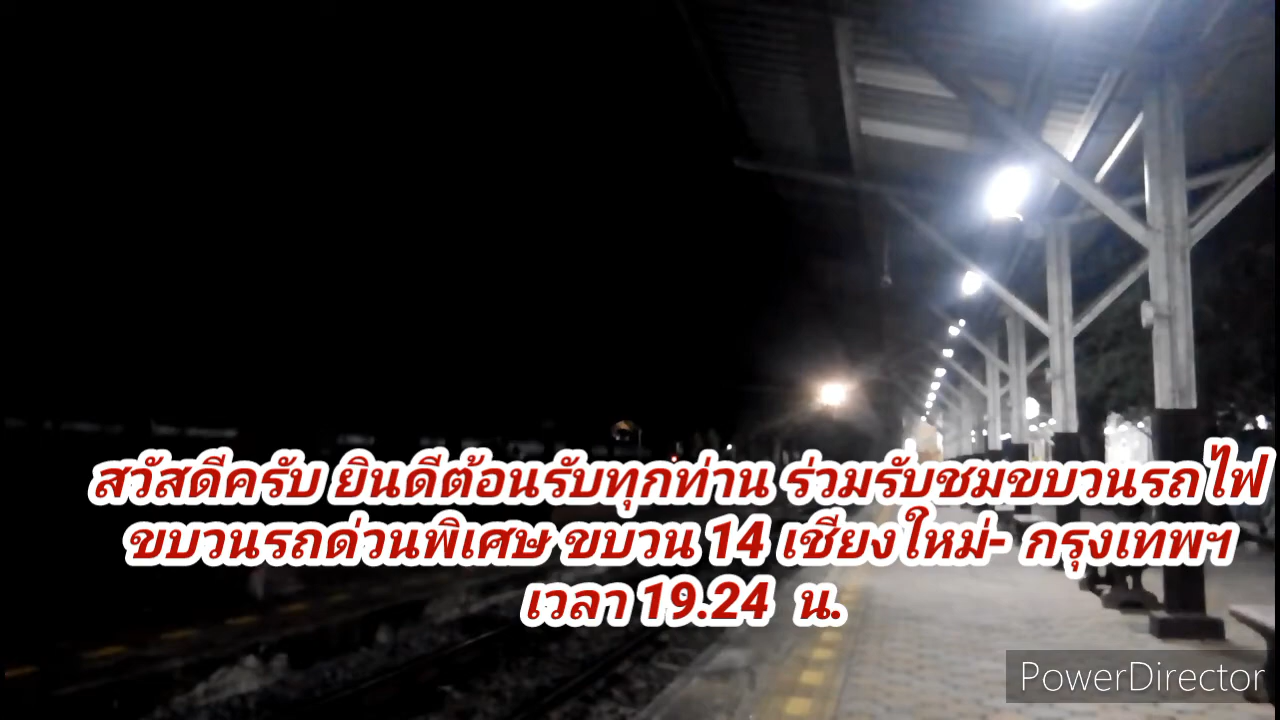 สวัสดีครับ ยินดีต้อนรับทุกท่าน ร่วมรับชมขบวนรถไฟ
ขบวนรถด่วนพิเศษ ขบวน 14 เชียงใหม่- กรุงเทพฯ
เวลา 19.24 น.
PowerDirector